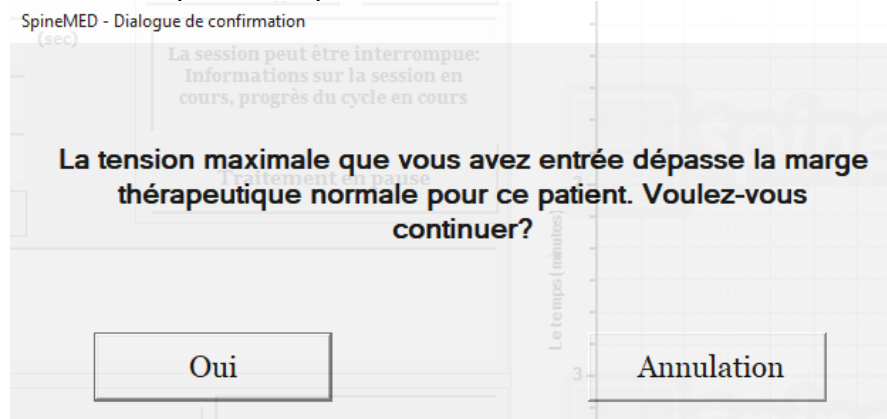 SpineMED - Dialogue de confirmation
(sec)
La session peut être interrompue:
Informations sur la session en
cours, progrès du cycle en cours
La tension maximale que vous avez entrée dépasse la marge
Traitement en pause
thérapeutique normale pour ce patient. Voulez-vous
continuer?
Le temps (minutes)
Oui
Annulation
3
Spine